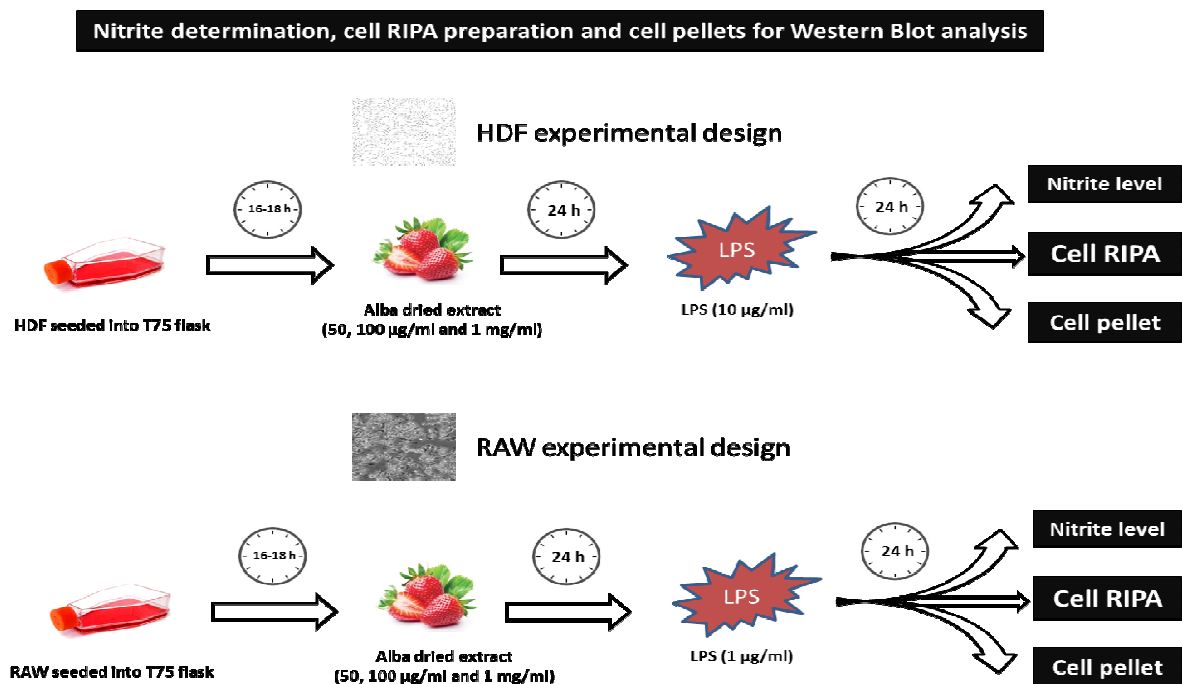 Nitrite determination, cell RIPA preparation and cell pellets for Western Blot analysis
HDF experimental design
16-18 h
24 h
24 h
LPS
Nitrite level
Cell RIPA
Cell pellet
HDF seeded into T75 flask
Alba dried extract
(50, 100 µg/ml and 1 mg/ml)
LPS (10 µg/ml)
RAW experimental design
16-18 h
24 h
24 h
LPS
Nitrite level
Cell RIPA
Cell pellet
RAW seeded into T75 flask
Alba dried extract
(50, 100 µg/ml and 1 mg/ml)
LPS (1 µg/ml)